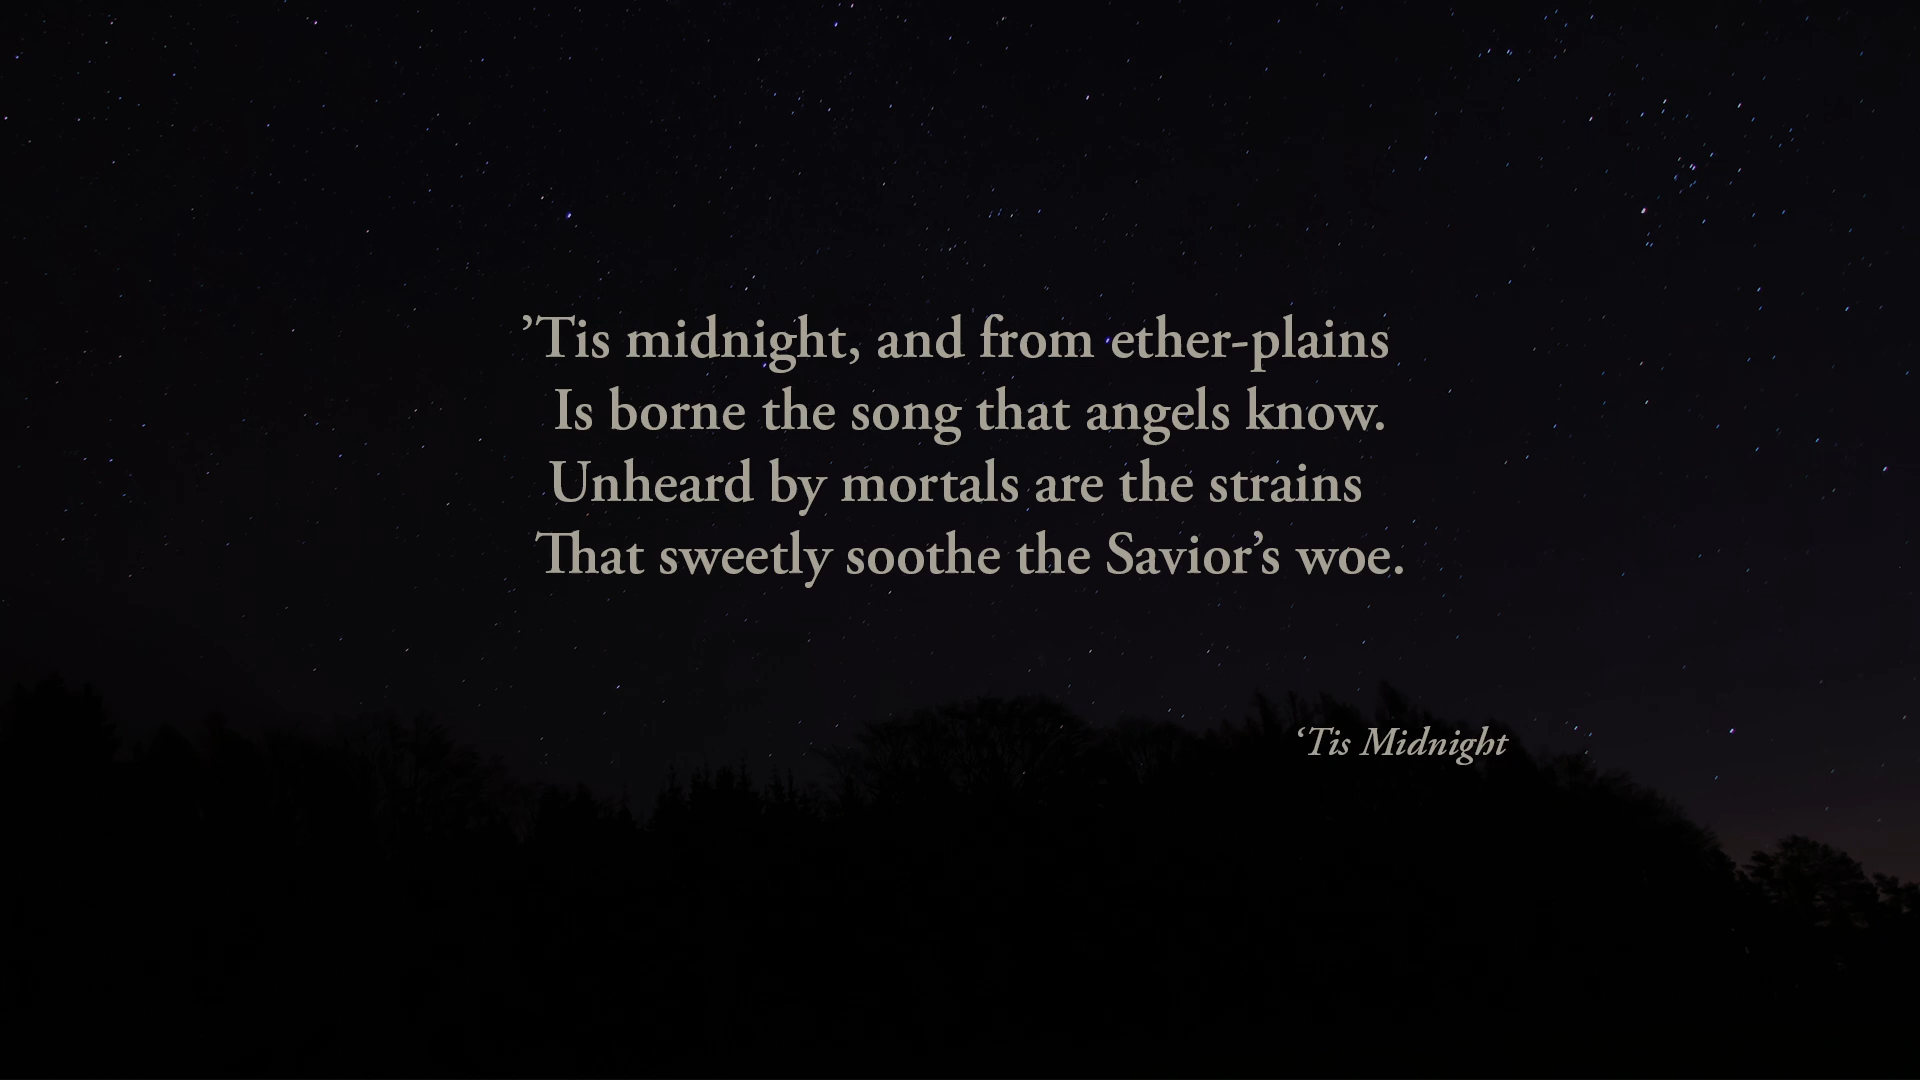 ’Tis midnight, and from ether-plains
Is borne the song that angels know.
Unheard by mortals are the strains
That sweetly soothe the Savior’s woe.
‘Tis Midnight